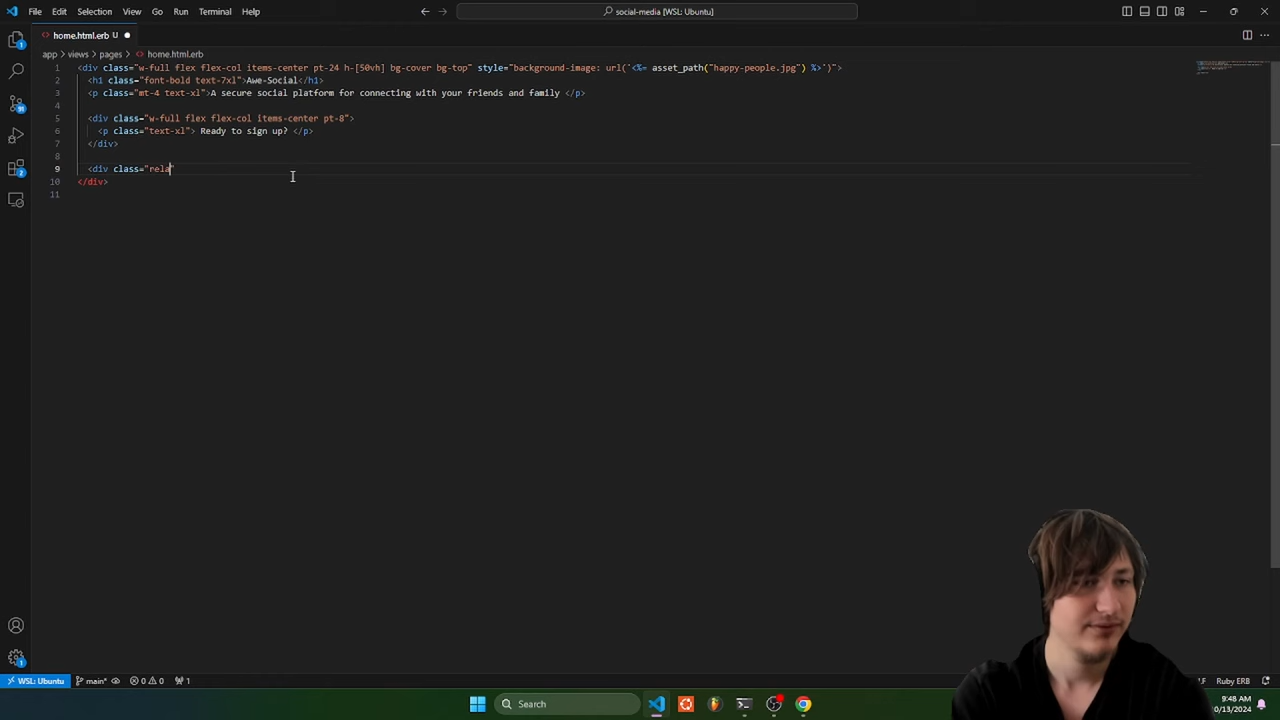 File Edit Selection View Go Run Terminal Help
social-media [WSL: Ubuntu]
home.html.erb U
app > views > pages > home.html.erb
1 <div class="w-full flex flex-col items-center pt-24 h-[50vh] bg-cover bg-top" style="background-image: url('<%= asset_path("happy-people.jpg") %>')">
2 <h1 class="font-bold text-7xl">Awe-Social</h1>
3 <p class="mt-4 text-xl">A secure social platform for connecting with your friends and family </p>
4
5 <div class="w-full flex flex-col items-center pt-8">
6 <p class="text-xl"> Ready to sign up? </p>
7 </div>
8
9 <div class="rela"
10 </div>
11
WSL: Ubuntu main* 0 0 1
Ruby ERB
Search
9:48 AM
0/13/2024